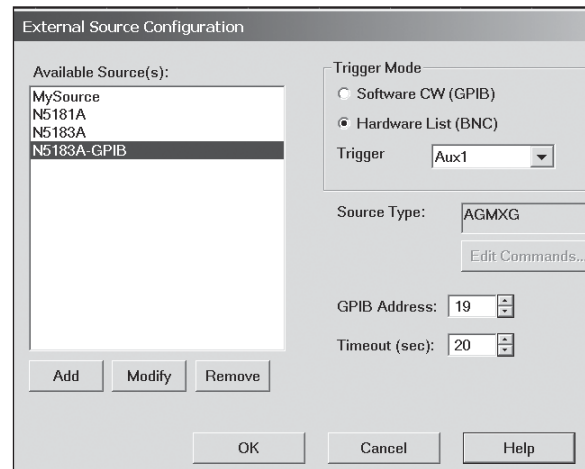 External Source Configuration
Available Source(s):
MySource
N5181A
N5183A
N5183A-GPIB
Add
Modify
Remove
Trigger Mode
Software CW (GPIB)
Hardware List (BNC)
Trigger
Aux1
Source Type:
AGMXG
Edit Commands...
GPIB Address:
19
Timeout (sec):
20
OK
Cancel
Help